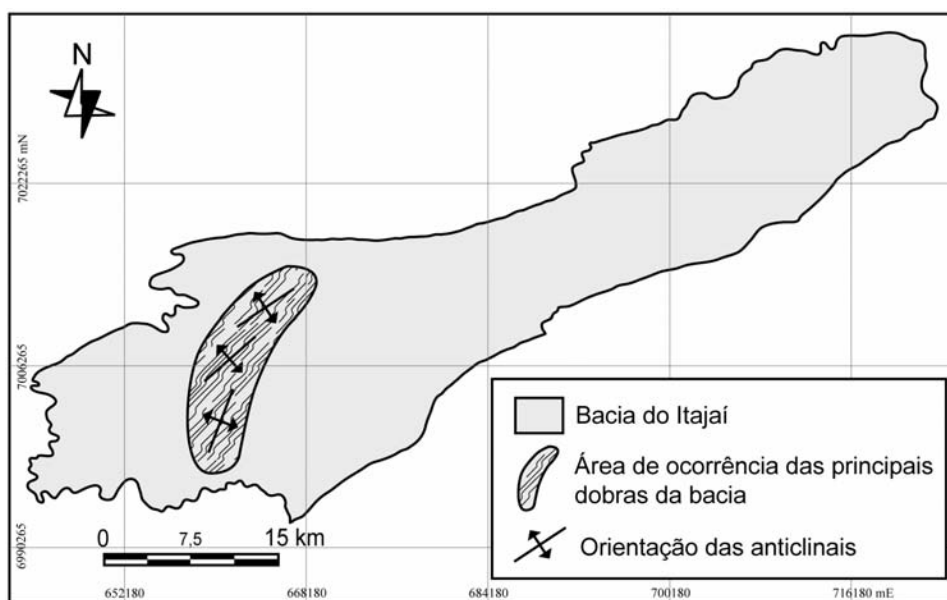 N
7022265 mN
7006265
6990265
0 7,5 15 km
652180 668180 684180 700180 716180 mE
Bacia do Itajaí
Área de ocorrência das principais
dobras da bacia
Orientação das anticlinais